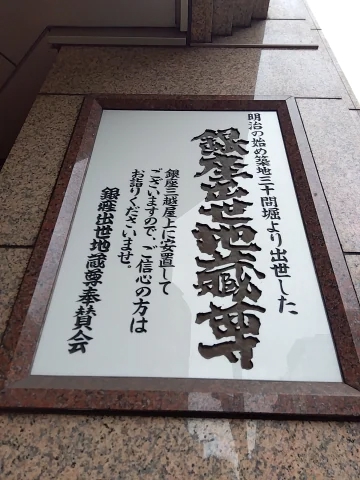 明治の始め築地三十間堀より出世した
銀座出世地蔵尊
銀座三越屋上に安置して
ございますので、ご信心の方は
お詣りくださいませ。
銀座出世地蔵尊奉賛会